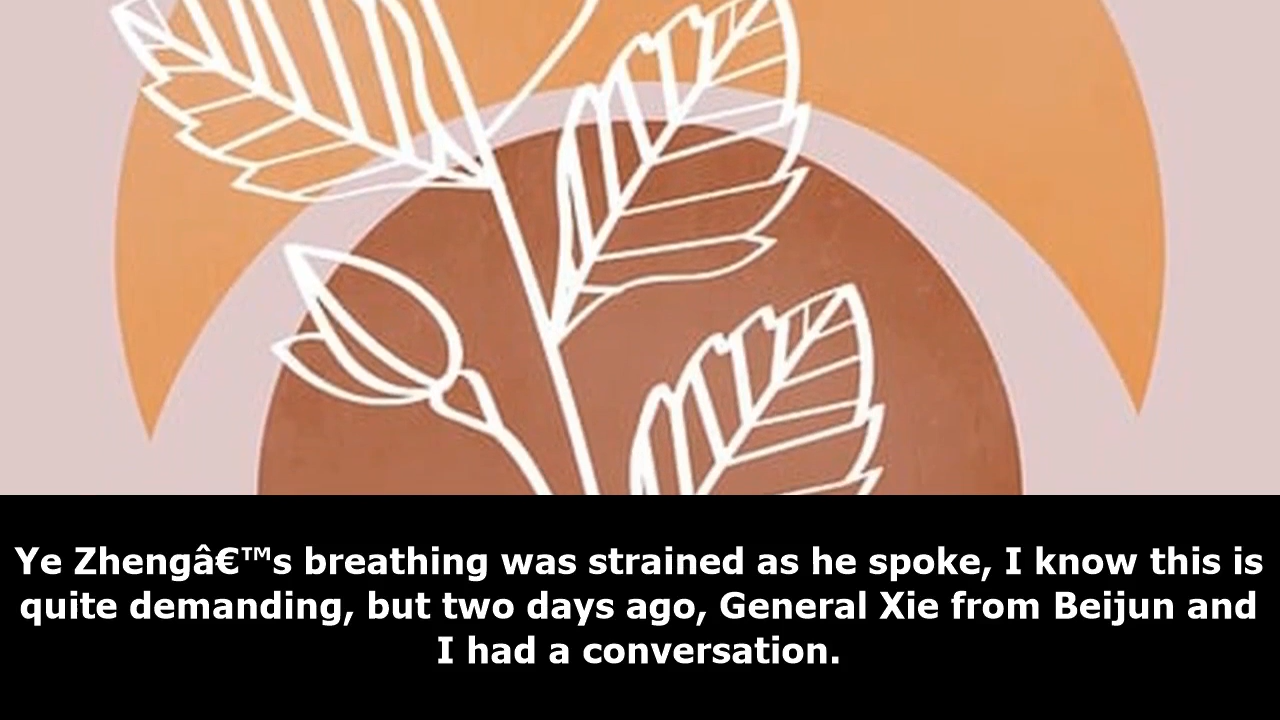 Ye Zhengâ€™s breathing was strained as he spoke, I know this is
quite demanding, but two days ago, General Xie from Beijun and
I had a conversation.